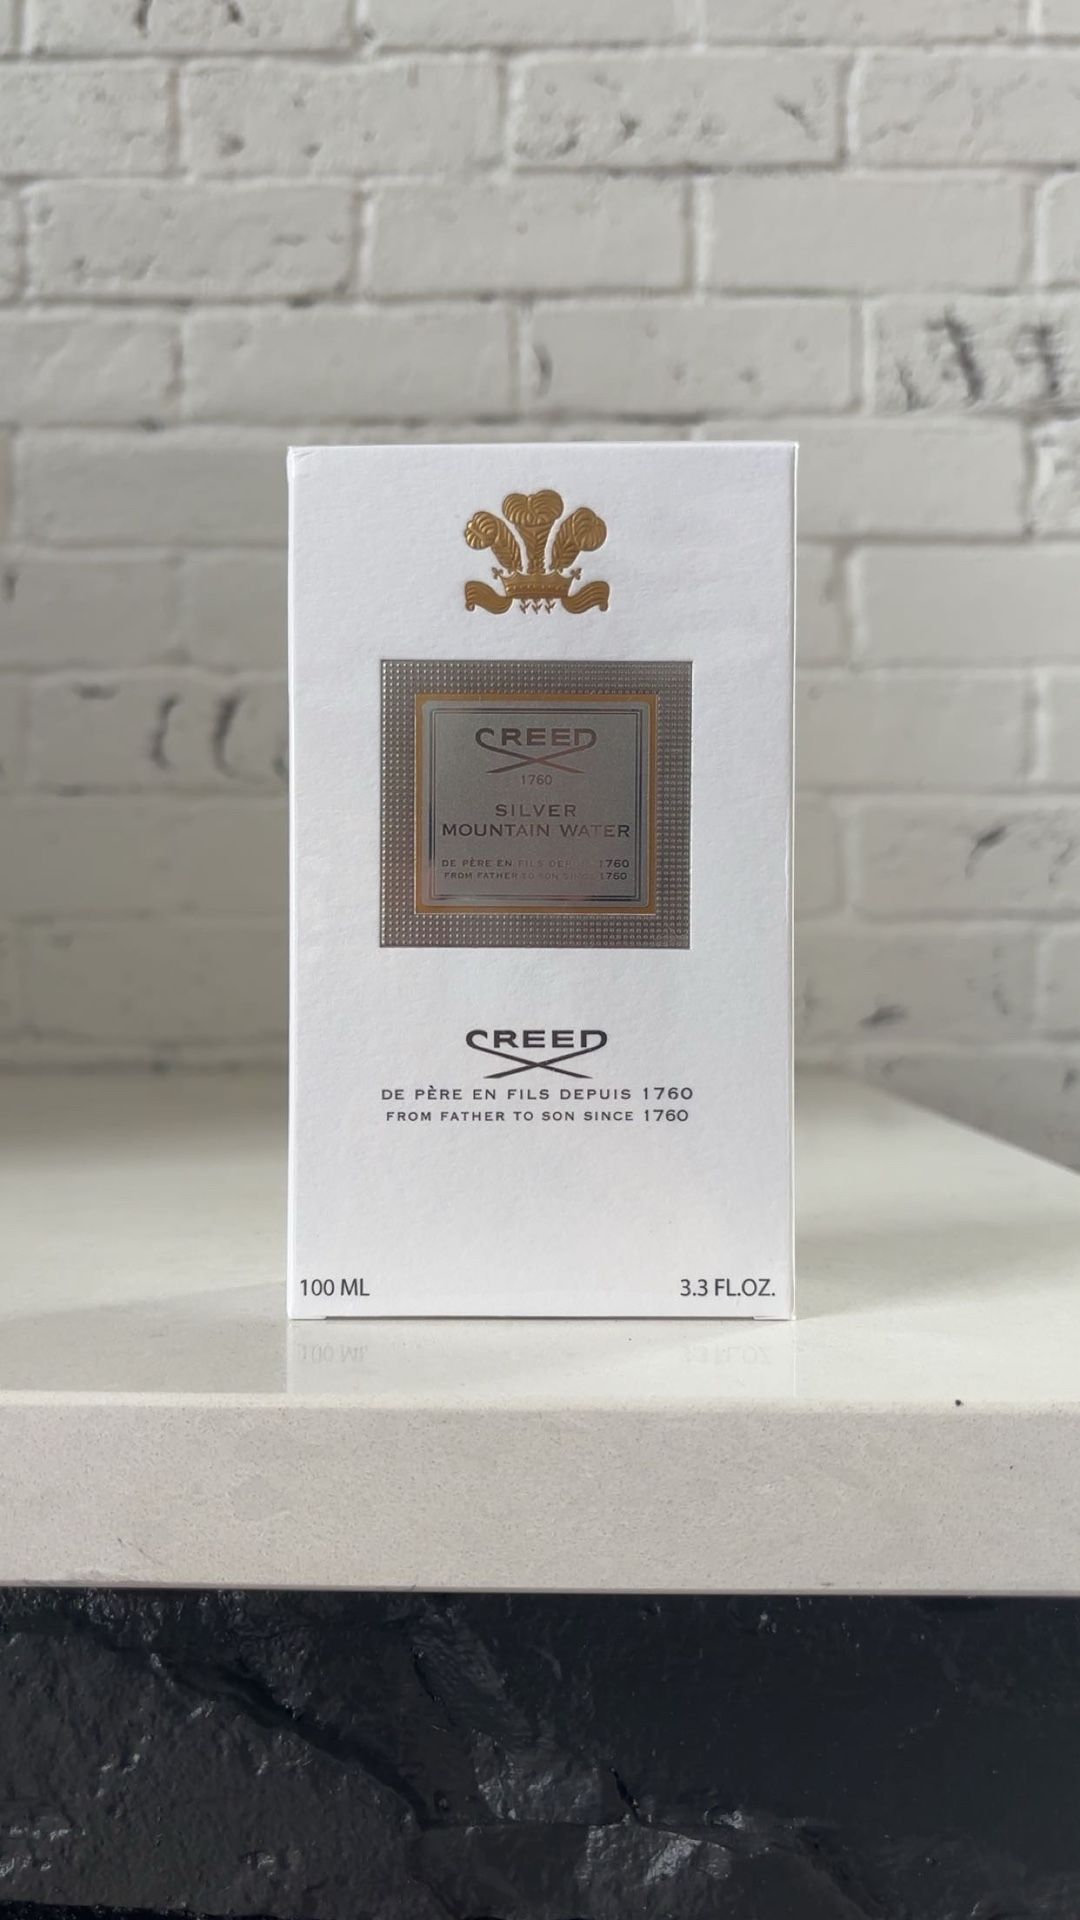 CREED
1760
SILVER
MOUNTAIN WATER
DE PÈRE EN FILS DEPUIS 1760
FROM FATHER TO SON SINCE 1760
CREED
DE PÈRE EN FILS DEPUIS 1760
FROM FATHER TO SON SINCE 1760
100 ML
3.3 FL.OZ.